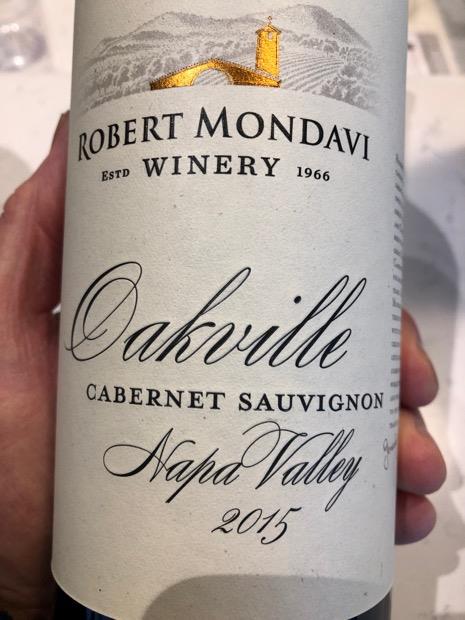 ROBERT MONDAVI
ESTD WINERY 1966
Oakville
CABERNET SAUVIGNON
Napa Valley
2015